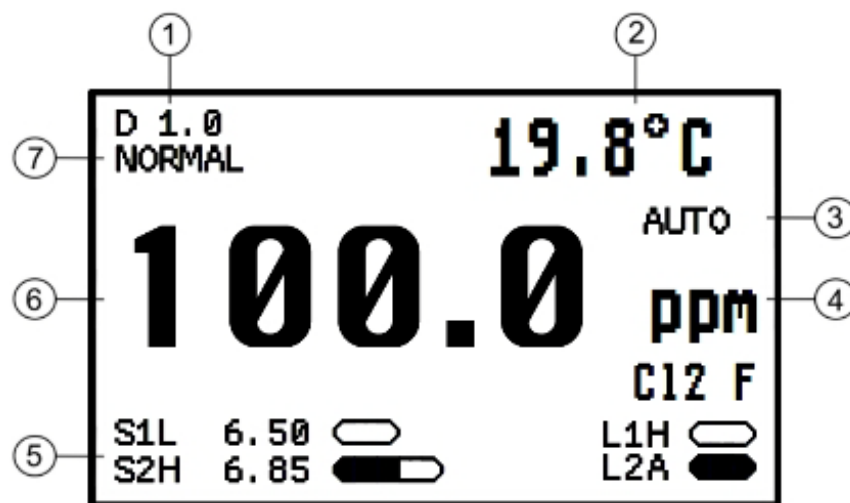 1
2
D 1.0
19.8°C
7
NORMAL
AUTO
3
6
100.0
ppm
4
Cl2 F
S1L 6.50
L1H
5
S2H 6.85
L2A